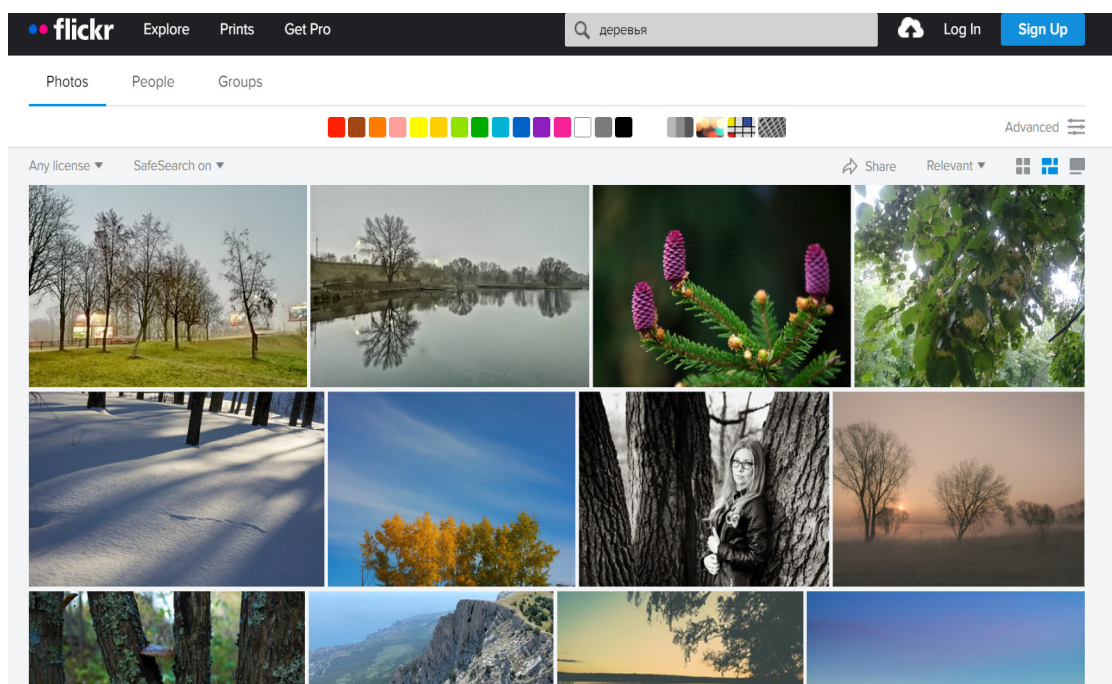 flickr Explore Prints Get Pro деревья Log In Sign Up
Photos People Groups
Advanced
Any license SafeSearch on Share Relevant